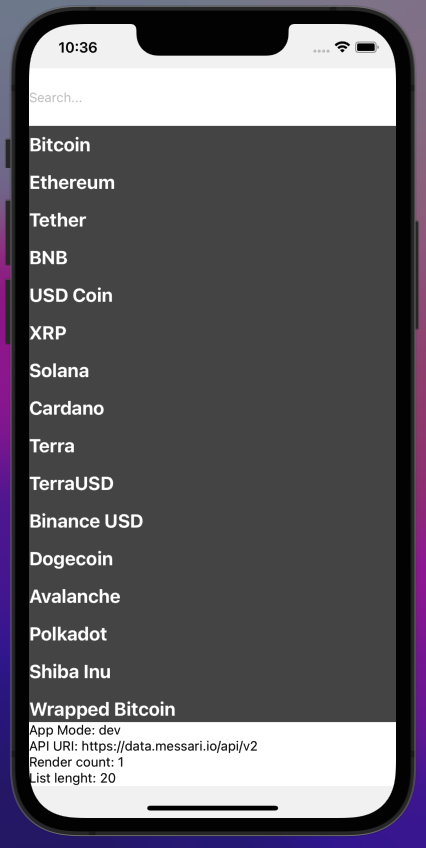 10:36
Search...
Bitcoin
Ethereum
Tether
BNB
USD Coin
XRP
Solana
Cardano
Terra
TerraUSD
Binance USD
Dogecoin
Avalanche
Polkadot
Shiba Inu
Wrapped Bitcoin
App Mode: dev
API URI: https://data.messari.io/api/v2
Render count: 1
List lenght: 20